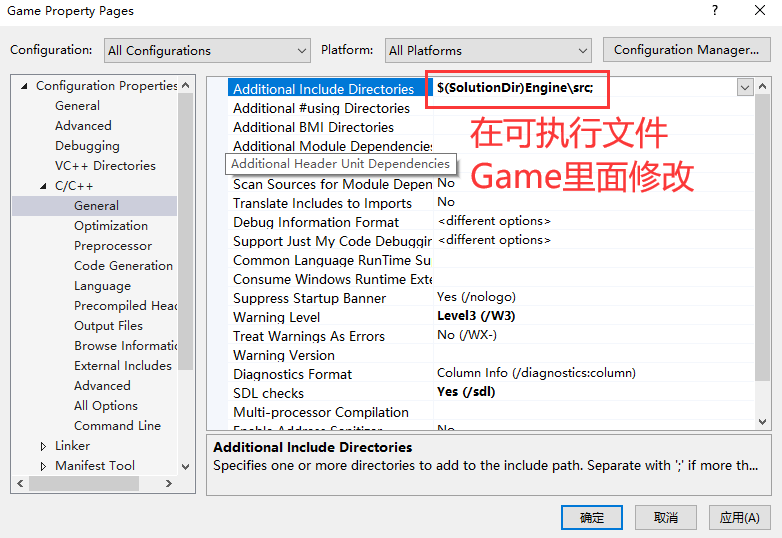 Game Property Pages
Configuration: All Configurations Platform: All Platforms Configuration Manager...
Configuration Properties
General
Advanced
Debugging
VC++ Directories
C/C++
General
Optimization
Preprocessor
Code Generation
Language
Precompiled Head
Output Files
Browse Informatio
External Includes
Advanced
All Options
Command Line
Linker
Manifest Tool
Additional Include Directories $(SolutionDir)Engine\src;
Additional #using Directories
Additional BMI Directories
Additional Module Dependencies
Additional Header Unit Dependencies
Scan Sources for Module Depen No
Translate Includes to Imports No
Debug Information Format <different options>
Support Just My Code Debugging <different options>
Common Language RunTime Su
Consume Windows Runtime Exte
Suppress Startup Banner Yes (/nologo)
Warning Level Level3 (/W3)
Treat Warnings As Errors No (/WX-)
Warning Version
Diagnostics Format Column Info (/diagnostics:column)
SDL checks Yes (/sdl)
Multi-processor Compilation
Enable Address Sanitizer No
在可执行文件
Game里面修改
Additional Include Directories
Specifies one or more directories to add to the include path. Separate with ';' if more th...
确定 取消 应用(A)